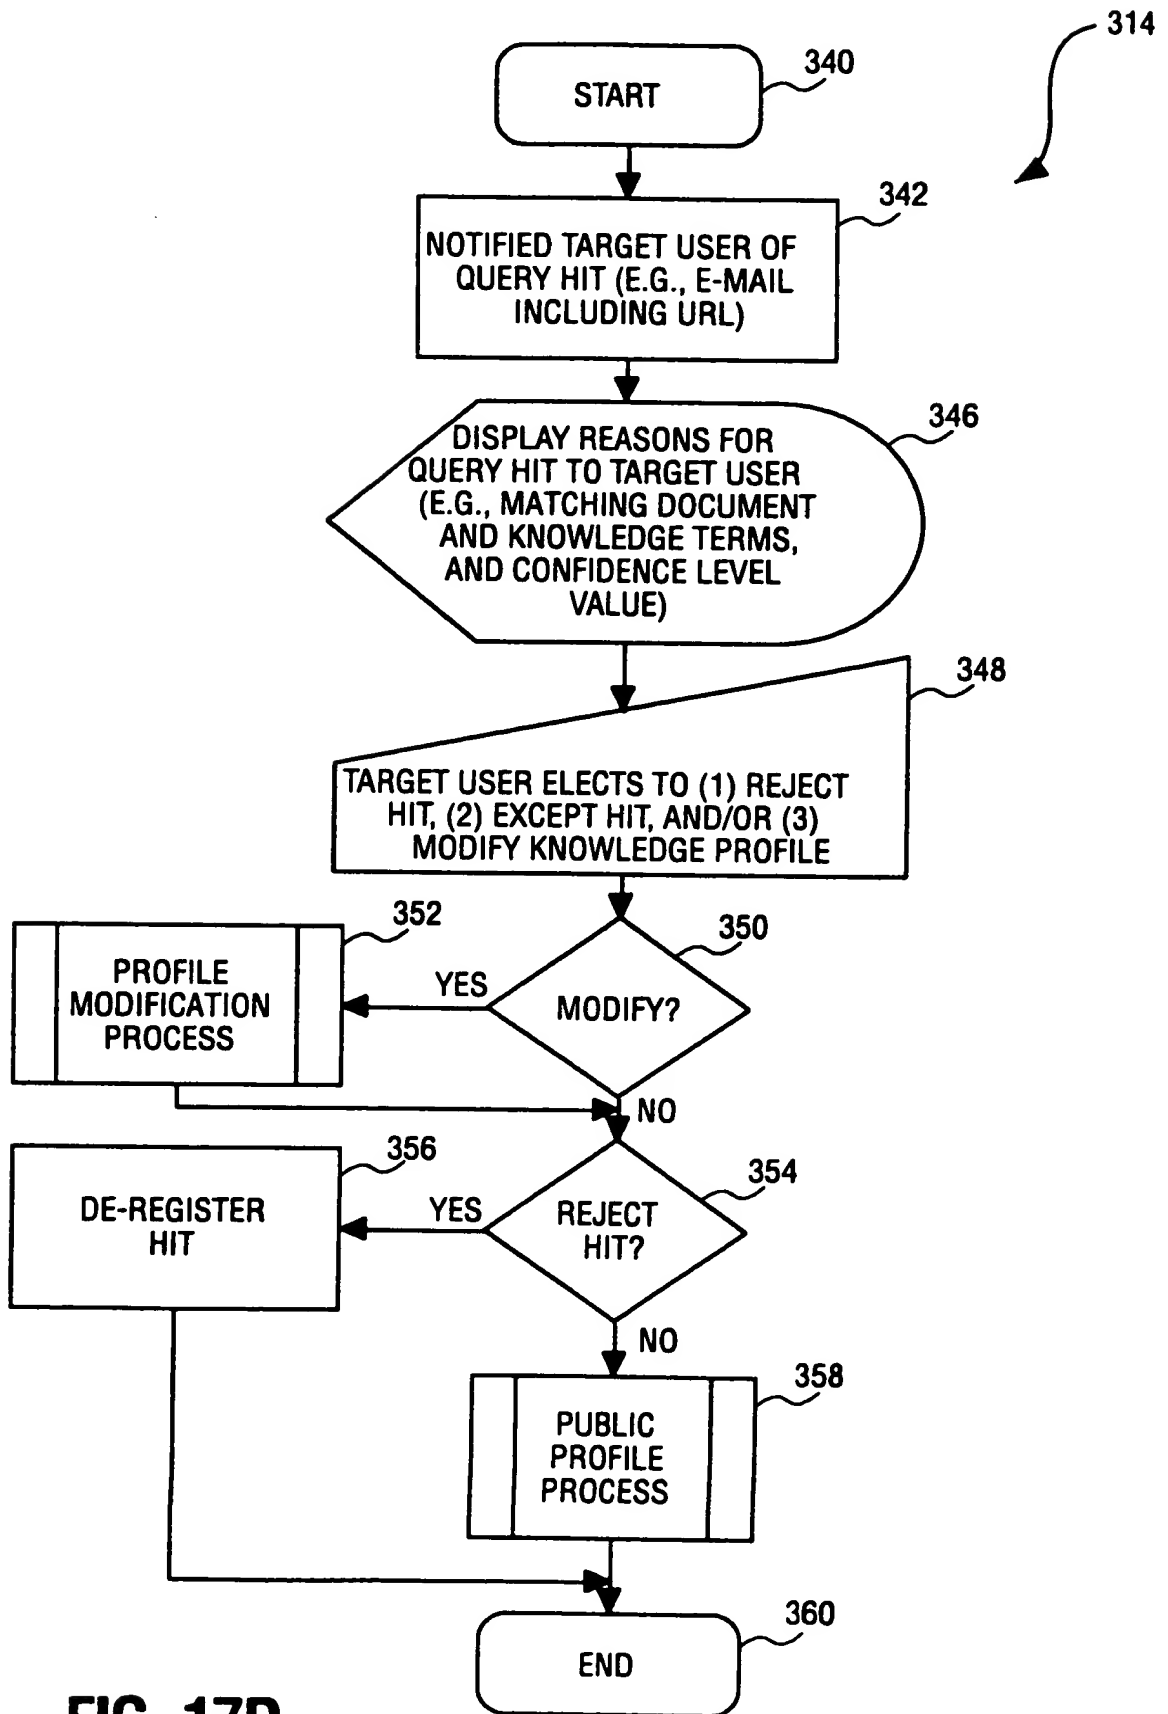 314
START
340
342
NOTIFIED TARGET USER OF
QUERY HIT (E.G., E-MAIL
INCLUDING URL)
346
DISPLAY REASONS FOR
QUERY HIT TO TARGET USER
(E.G., MATCHING DOCUMENT
AND KNOWLEDGE TERMS,
AND CONFIDENCE LEVEL
VALUE)
348
TARGET USER ELECTS TO (1) REJECT
HIT, (2) EXCEPT HIT, AND/OR (3)
MODIFY KNOWLEDGE PROFILE
350
MODIFY?
YES
352
PROFILE
MODIFICATION
PROCESS
NO
354
REJECT
HIT?
YES
356
DE-REGISTER
HIT
NO
358
PUBLIC
PROFILE
PROCESS
360
END
FIG.